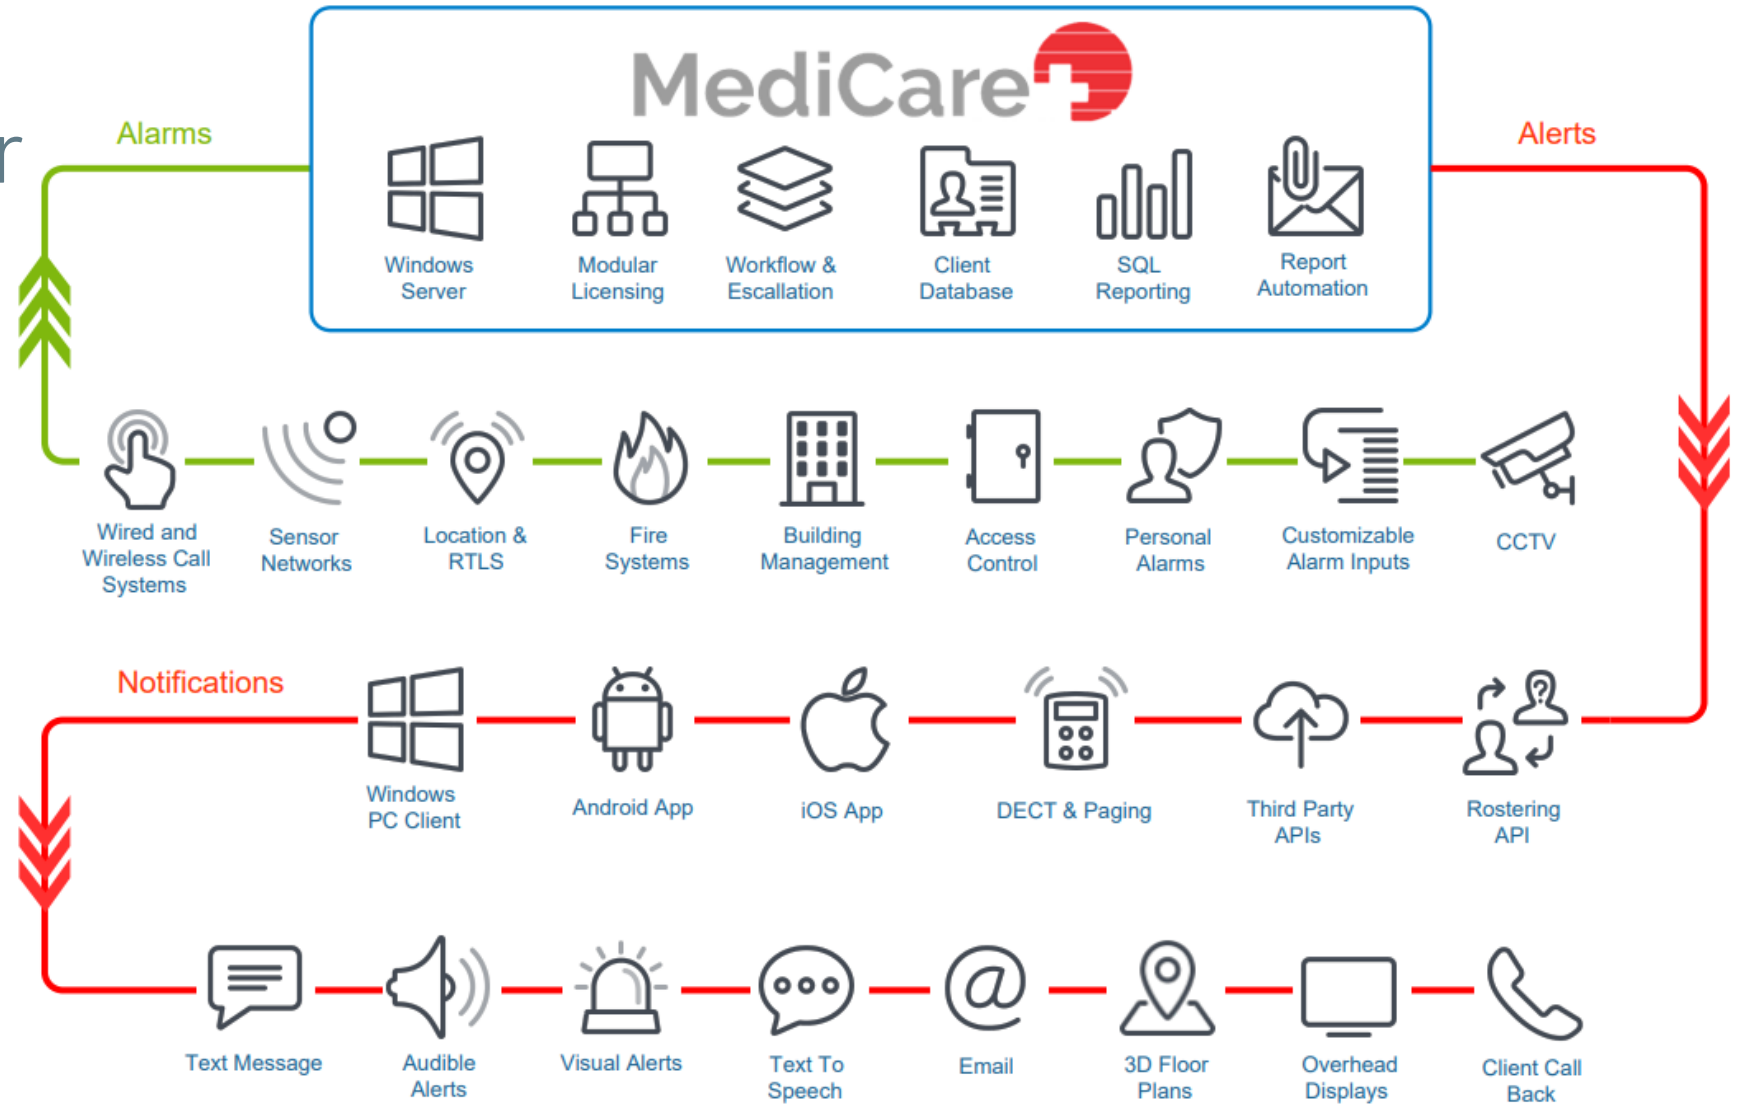 MediCare
r
Alarms
Alerts
Windows
Server
Modular
Licensing
Workflow &
Escallation
Client
Database
SQL
Reporting
Report
Automation
Wired and
Wireless Call
Systems
Sensor
Networks
Location &
RTLS
Fire
Systems
Building
Management
Access
Control
Personal
Alarms
Customizable
Alarm Inputs
CCTV
Notifications
Windows
PC Client
Android App
iOS App
DECT & Paging
Third Party
APIs
Rostering
API
Text Message
Audible
Alerts
Visual Alerts
Text To
Speech
Email
3D Floor
Plans
Overhead
Displays
Client Call
Back